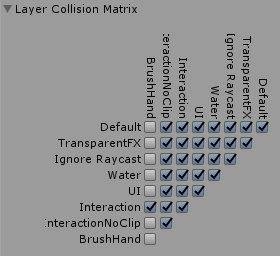 Layer Collision Matrix
Default
TransparentFX
Ignore Raycast
Water
UI
Interaction
InteractionNoClip
BrushHand
Default
TransparentFX
Ignore Raycast
Water
UI
Interaction
eractionNoClip
BrushHand